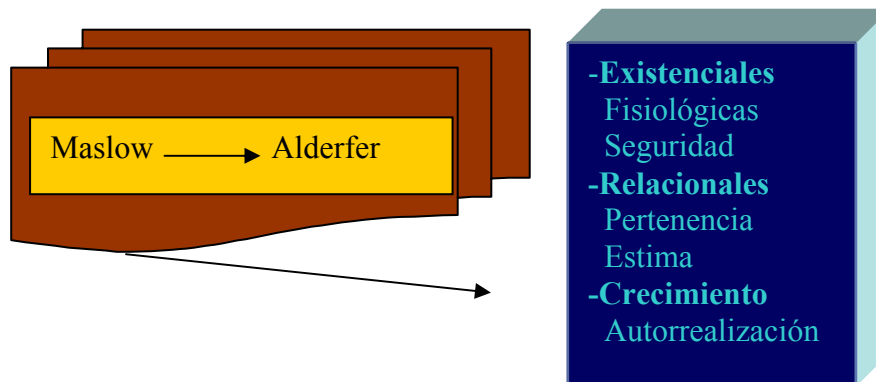 Maslow Alderfer
-Existenciales
Fisiológicas
Seguridad
-Relacionales
Pertenencia
Estima
-Crecimiento
Autorrealización